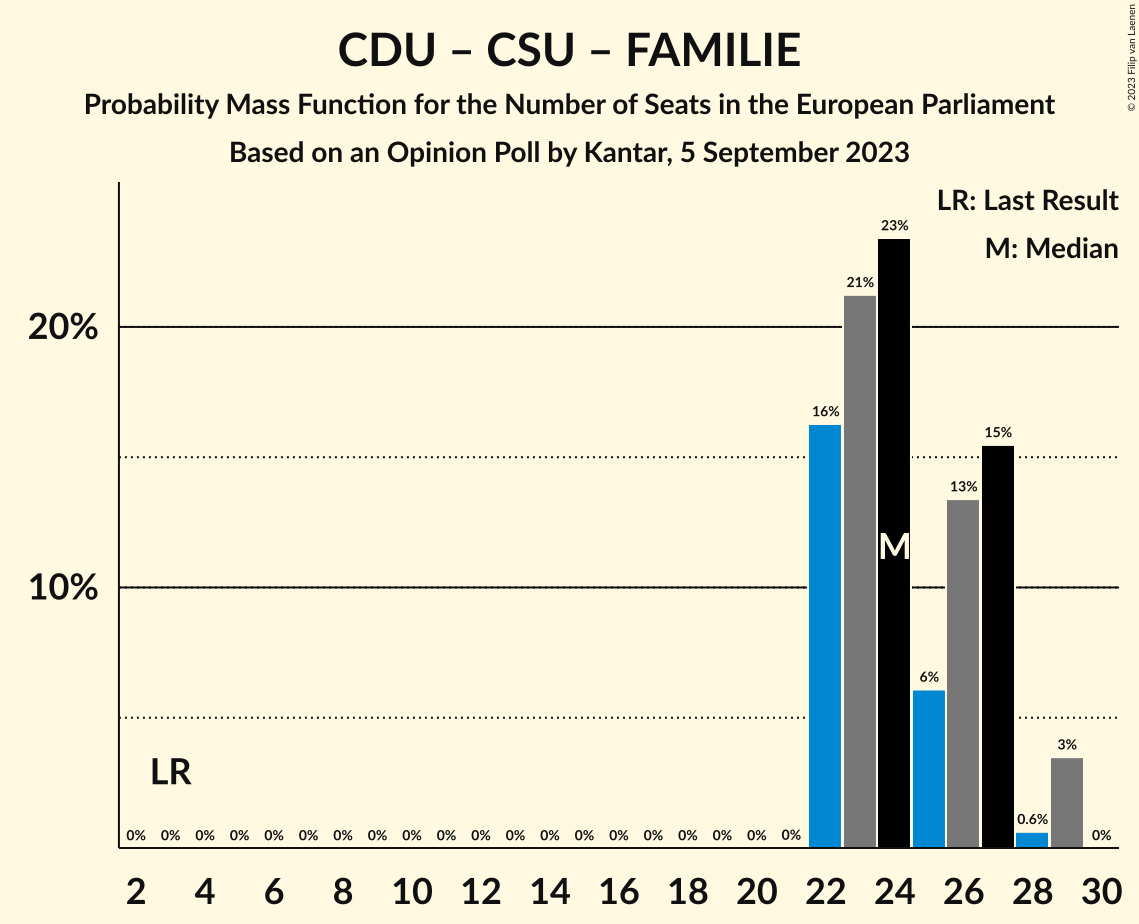 CDU – CSU – FAMILIE
Probability Mass Function for the Number of Seats in the European Parliament
Based on an Opinion Poll by Kantar, 5 September 2023
© 2023 Filip van Laenen
LR: Last Result
M: Median
20%
10%
LR
M
0% 0% 0% 0% 0% 0% 0% 0% 0% 0% 0% 0% 0% 0% 0% 0% 0% 0% 0% 0% 16% 21% 23% 6% 13% 15% 0.6% 3% 0%
2 4 6 8 10 12 14 16 18 20 22 24 26 28 30